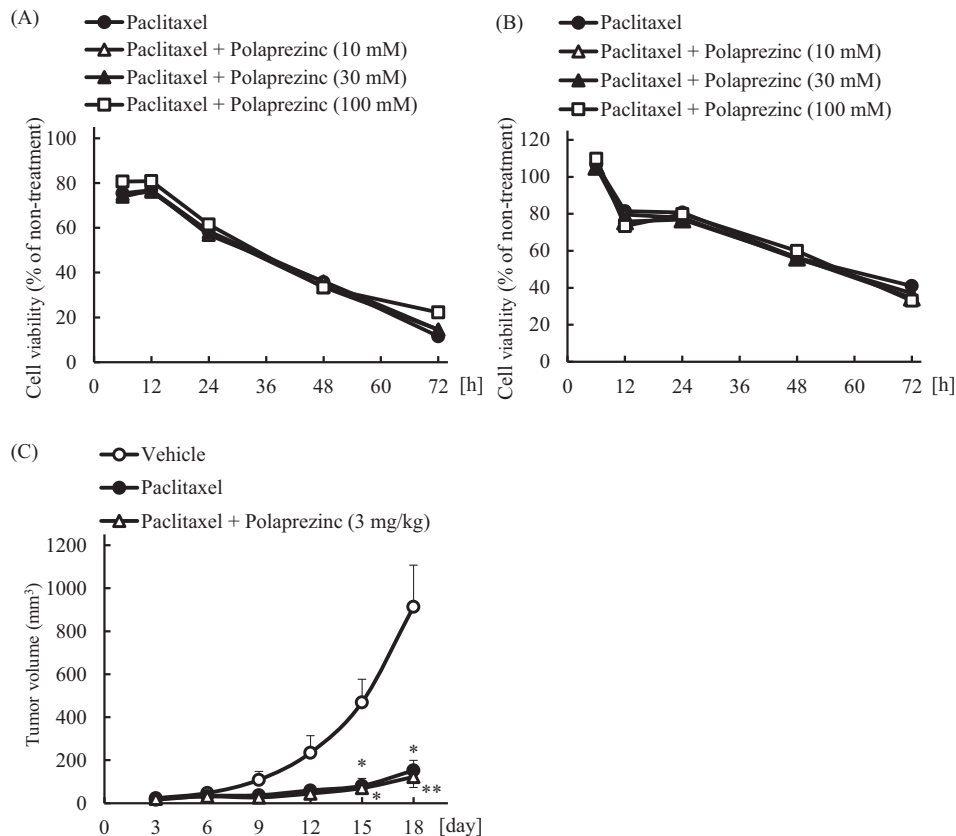 (A)
Paclitaxel
Paclitaxel + Polaprezinc (10 mM)
Paclitaxel + Polaprezinc (30 mM)
Paclitaxel + Polaprezinc (100 mM)
Cell viability (% of non-treatment)
100
80
60
40
20
0
0 12 24 36 48 60 72 [h]
(B)
Paclitaxel
Paclitaxel + Polaprezinc (10 mM)
Paclitaxel + Polaprezinc (30 mM)
Paclitaxel + Polaprezinc (100 mM)
Cell viability (% of non-treatment)
120
100
80
60
40
20
0
0 12 24 36 48 60 72 [h]
(C)
Vehicle
Paclitaxel
Paclitaxel + Polaprezinc (3 mg/kg)
Tumor volume (mm³)
1200
1000
800
600
400
200
0
* *
* **
0 3 6 9 12 15 18 [day]